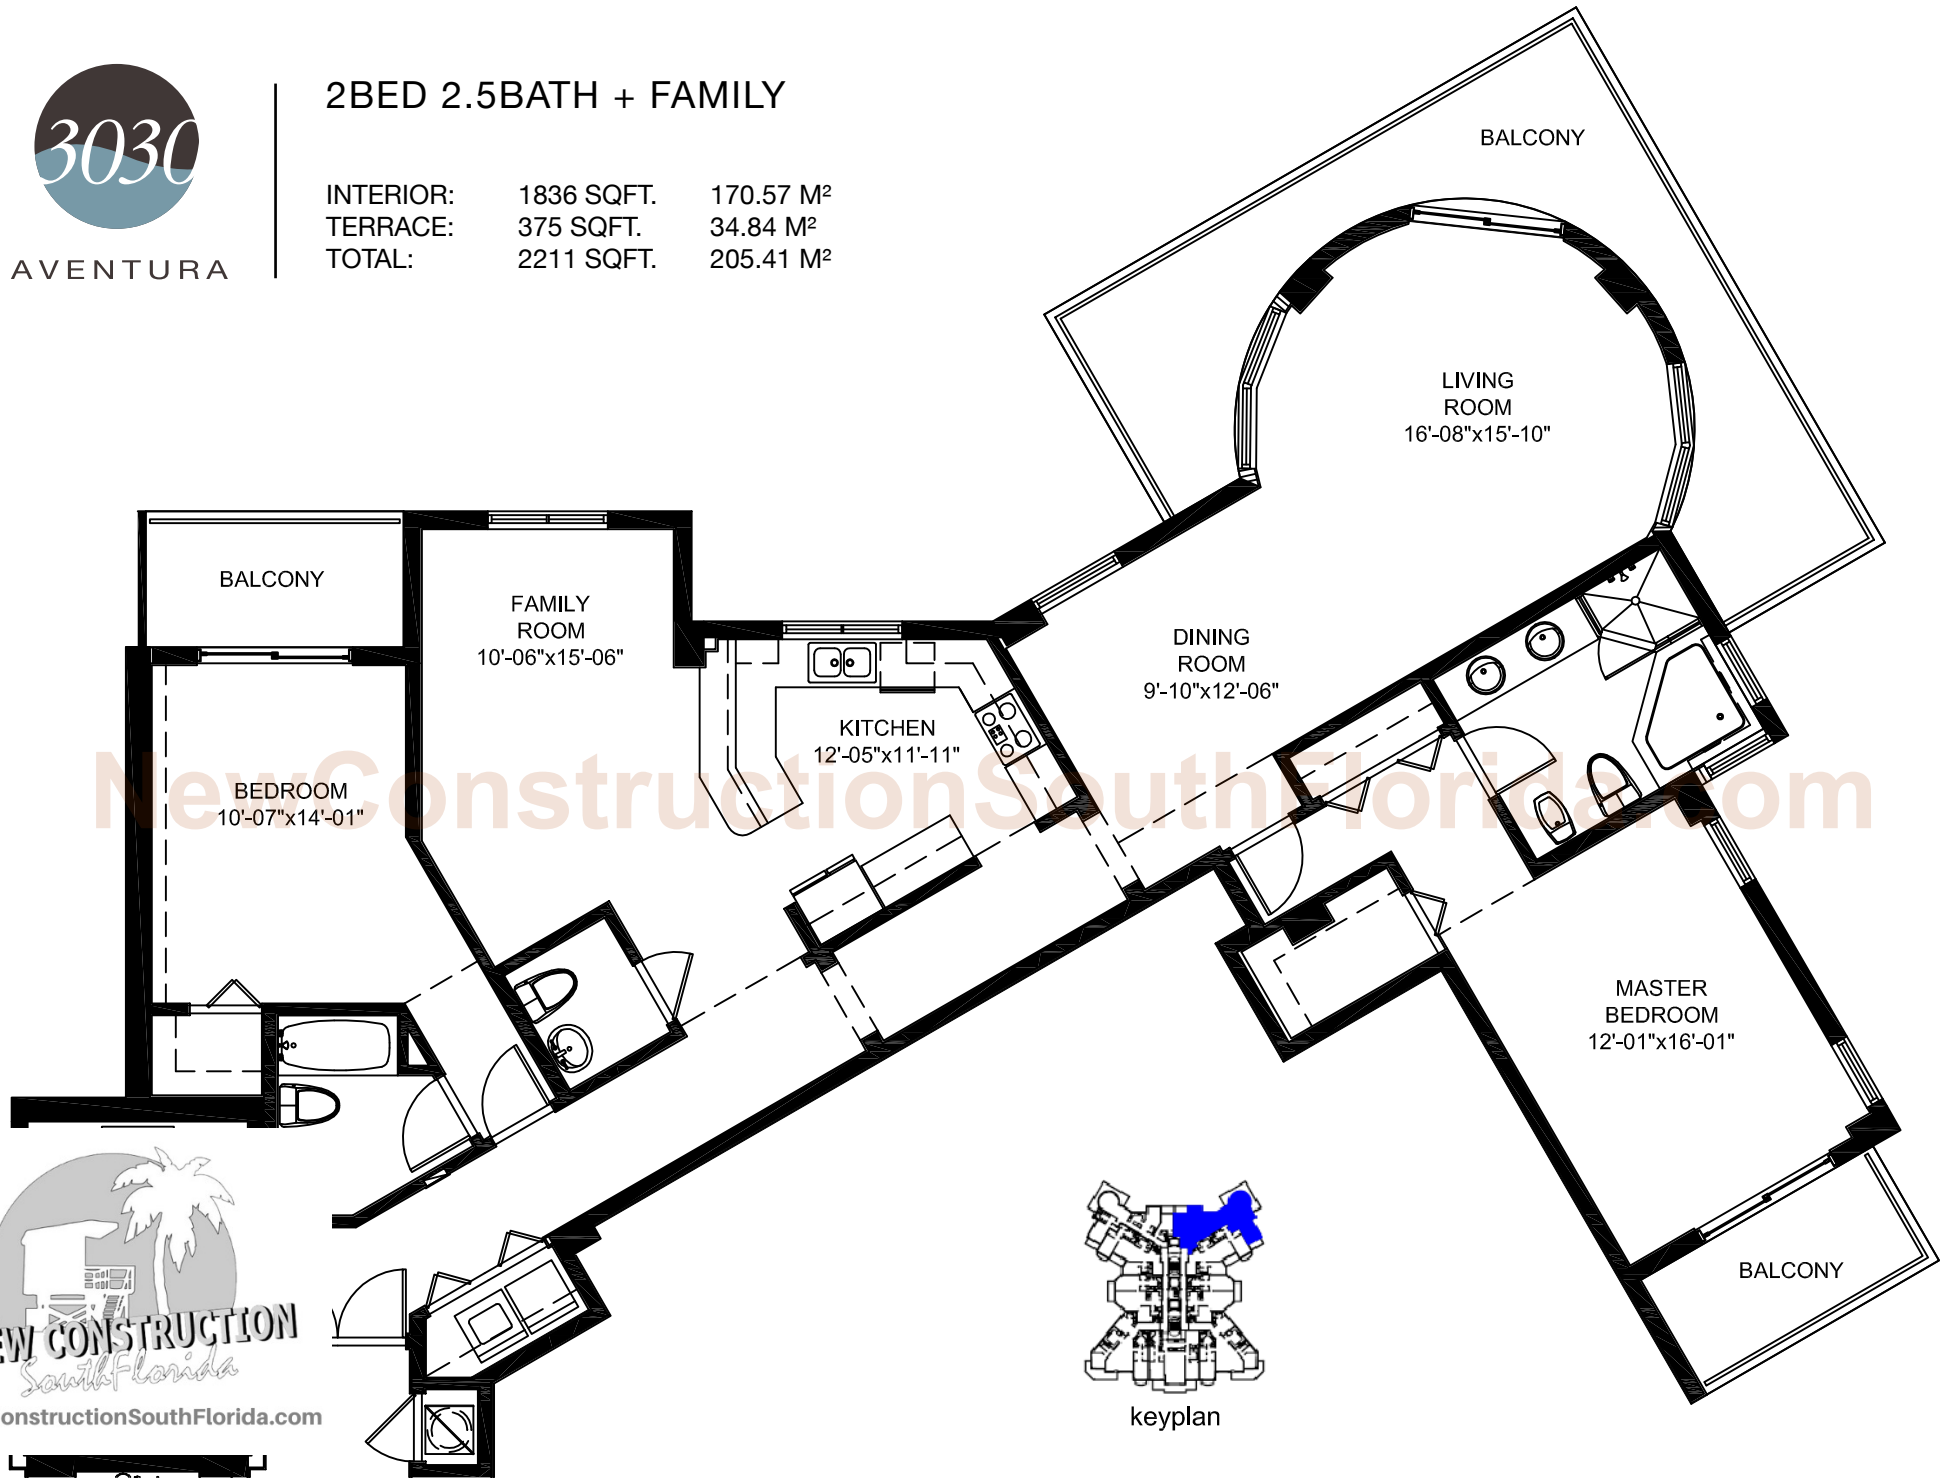 2BED 2.5BATH + FAMILY
3030
AVENTURA
INTERIOR: 1836 SQFT. 170.57 M²
TERRACE: 375 SQFT. 34.84 M²
TOTAL: 2211 SQFT. 205.41 M²
BALCONY
LIVING
ROOM
16'-08"x15'-10"
BALCONY
FAMILY
ROOM
10'-06"x15'-06"
DINING
ROOM
9'-10"x12'-06"
KITCHEN
12'-05"x11'-11"
BEDROOM
10'-07"x14'-01"
NewConstructionSouthFlorida.com
MASTER
BEDROOM
12'-01"x16'-01"
BALCONY
EW CONSTRUCTION
SouthFlorida
onstructionSouthFlorida.com
keyplan